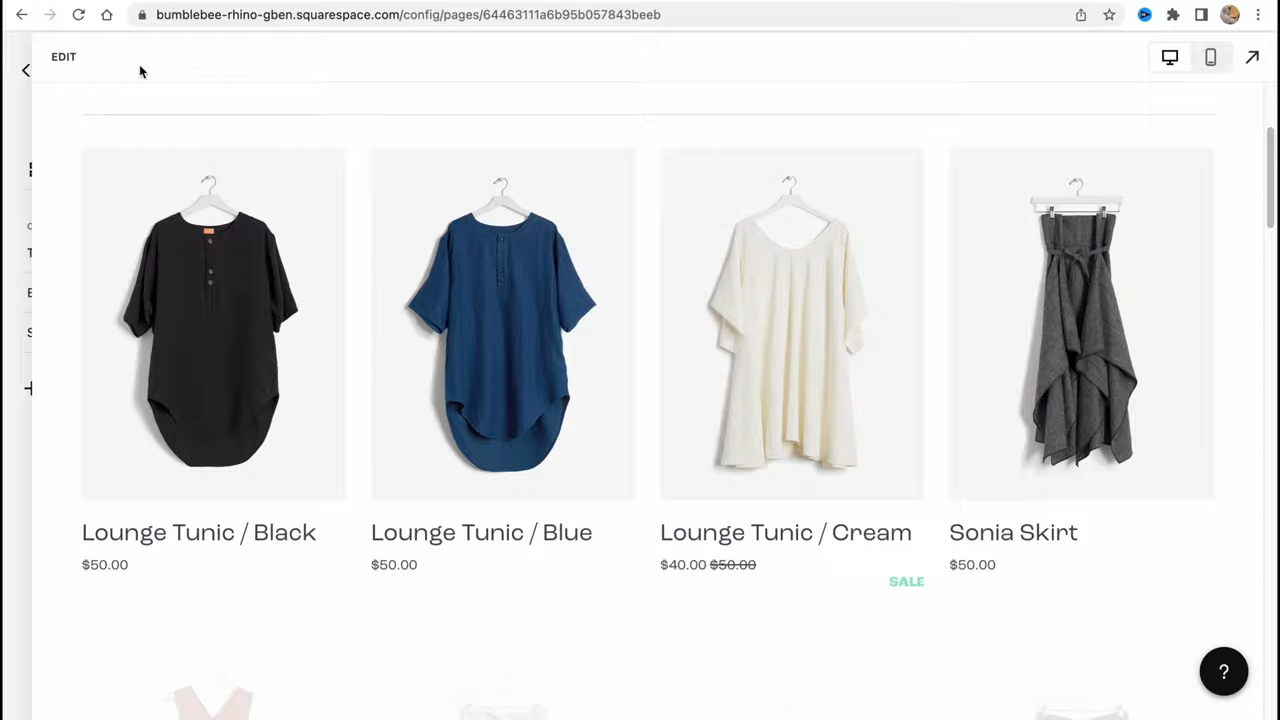 bumblebee-rhino-gben.squarespace.com/config/pages/64463111a6b95b057843beeb
EDIT
Lounge Tunic / Black
$50.00
Lounge Tunic / Blue
$50.00
Lounge Tunic / Cream
$40.00 $50.00
SALE
Sonia Skirt
$50.00
?